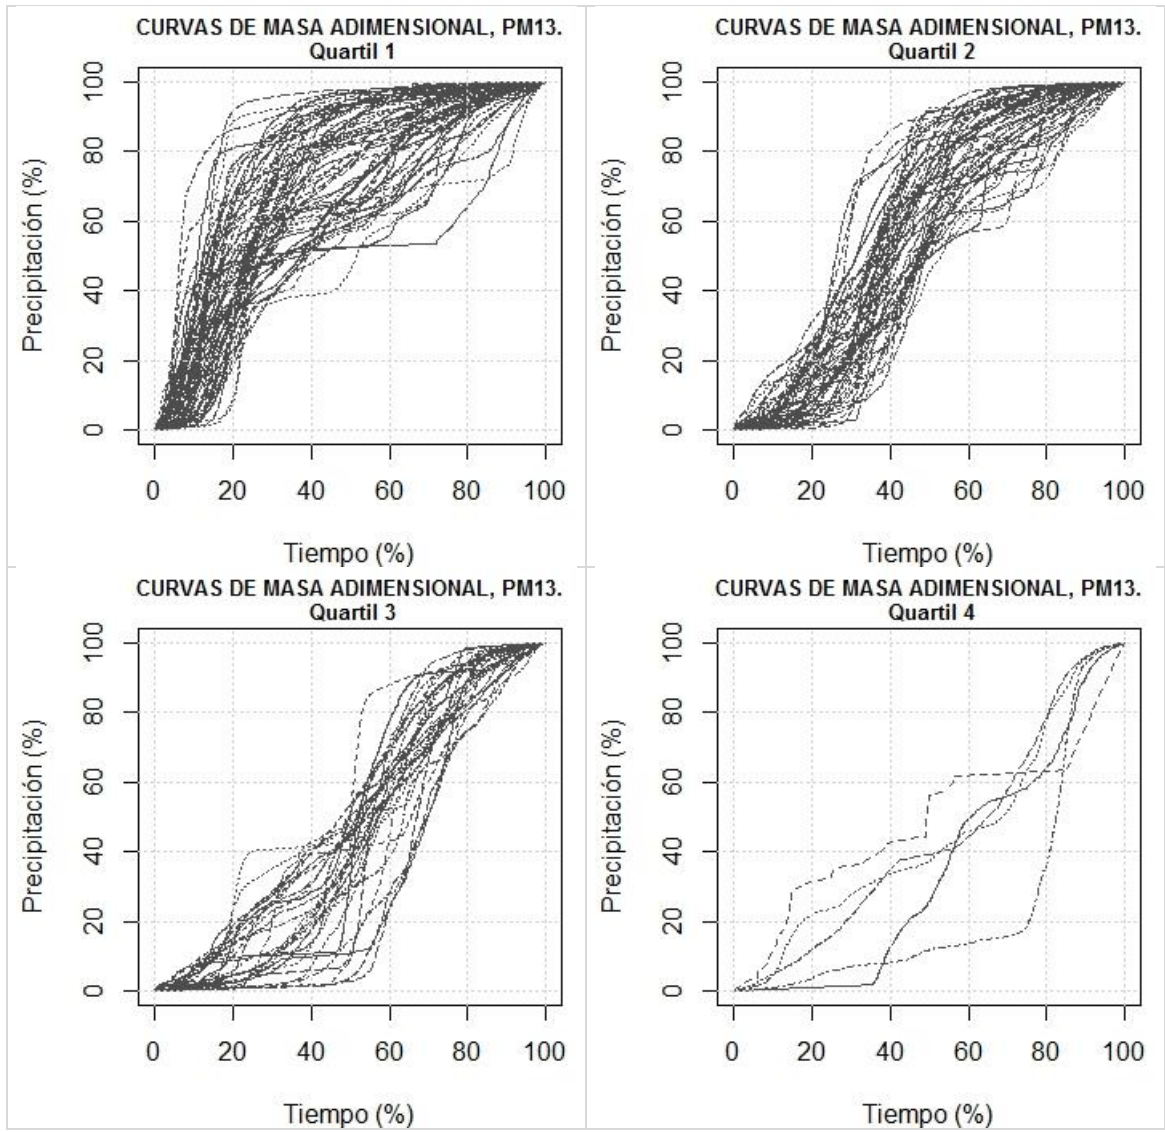 CURVAS DE MASA ADIMENSIONAL, PM13.
Quartil 1
Precipitación (%)
100
80
60
40
20
0
0 20 40 60 80 100
Tiempo (%)
CURVAS DE MASA ADIMENSIONAL, PM13.
Quartil 2
Precipitación (%)
100
80
60
40
20
0
0 20 40 60 80 100
Tiempo (%)
CURVAS DE MASA ADIMENSIONAL, PM13.
Quartil 3
Precipitación (%)
100
80
60
40
20
0
0 20 40 60 80 100
Tiempo (%)
CURVAS DE MASA ADIMENSIONAL, PM13.
Quartil 4
Precipitación (%)
100
80
60
40
20
0
0 20 40 60 80 100
Tiempo (%)